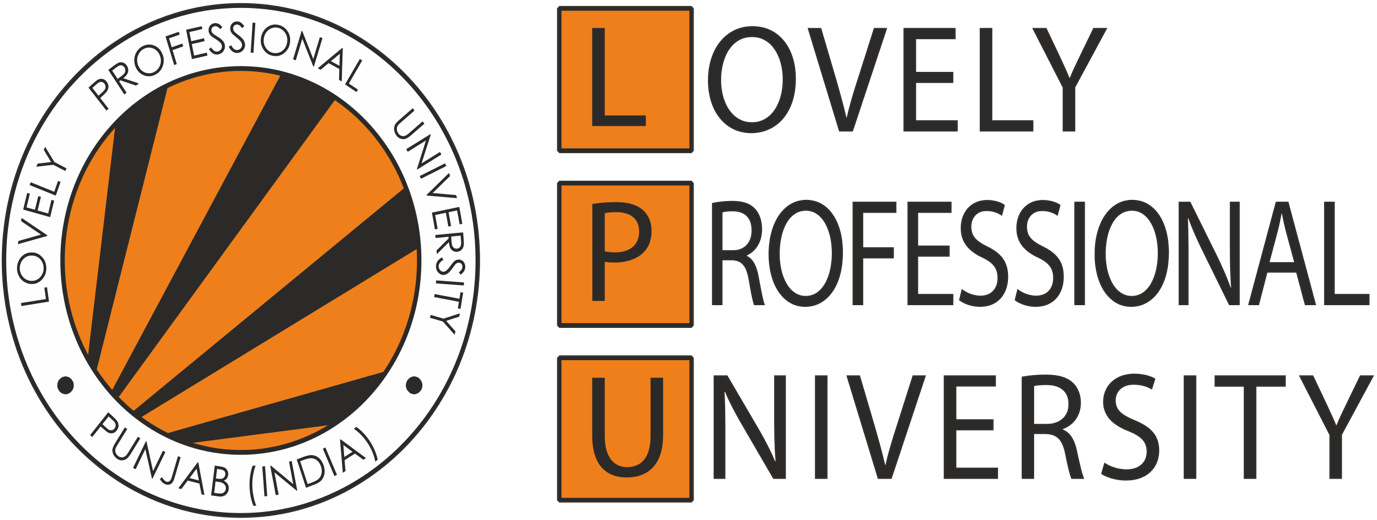 LOVELY PROFESSIONAL UNIVERSITY
• PUNJAB (INDIA) •
LOVELY
PROFESSIONAL
UNIVERSITY